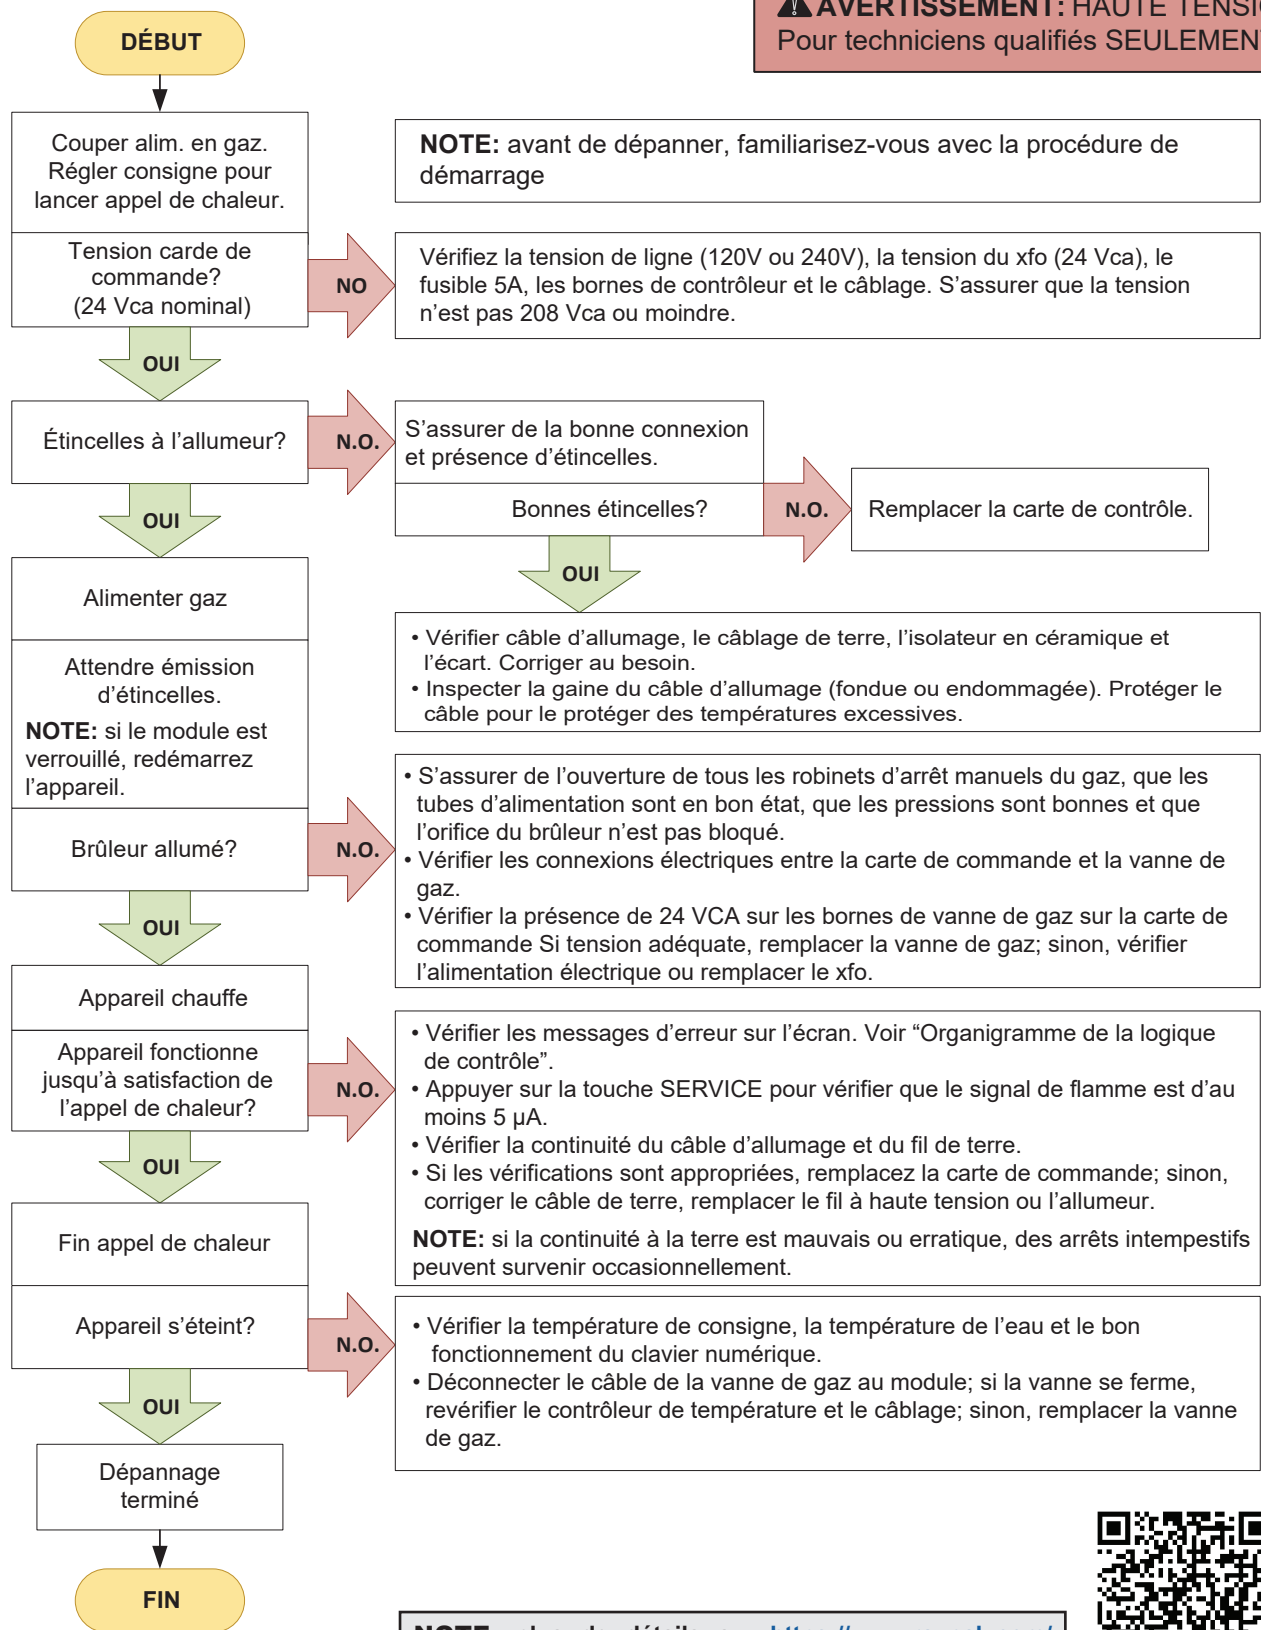 AVERTISSEMENT: HAUTE TENSIO
Pour techniciens qualifiés SEULEMENT
DÉBUT
Couper alim. en gaz.
Régler consigne pour
lancer appel de chaleur.
NOTE: avant de dépanner, familiarisez-vous avec la procédure de
démarrage
Tension carde de
commande?
(24 Vca nominal)
NO
Vérifiez la tension de ligne (120V ou 240V), la tension du xfo (24 Vca), le
fusible 5A, les bornes de contrôleur et le câblage. S'assurer que la tension
n'est pas 208 Vca ou moindre.
OUI
Étincelles à l'allumeur?
N.O.
S'assurer de la bonne connexion
et présence d'étincelles.
Bonnes étincelles?
N.O.
Remplacer la carte de contrôle.
OUI
OUI
Alimenter gaz
• Vérifier câble d'allumage, le câblage de terre, l'isolateur en céramique et
l'écart. Corriger au besoin.
• Inspecter la gaine du câble d'allumage (fondue ou endommagée). Protéger le
câble pour le protéger des températures excessives.
Attendre émission
d'étincelles.
NOTE: si le module est
verrouillé, redémarrez
l'appareil.
Brûleur allumé?
N.O.
• S'assurer de l'ouverture de tous les robinets d'arrêt manuels du gaz, que les
tubes d'alimentation sont en bon état, que les pressions sont bonnes et que
l'orifice du brûleur n'est pas bloqué.
• Vérifier les connexions électriques entre la carte de commande et la vanne de
gaz.
• Vérifier la présence de 24 VCA sur les bornes de vanne de gaz sur la carte de
commande Si tension adéquate, remplacer la vanne de gaz; sinon, vérifier
l'alimentation électrique ou remplacer le xfo.
OUI
Appareil chauffe
Appareil fonctionne
jusqu'à satisfaction de
l'appel de chaleur?
N.O.
• Vérifier les messages d'erreur sur l'écran. Voir “Organigramme de la logique
de contrôle”.
• Appuyer sur la touche SERVICE pour vérifier que le signal de flamme est d'au
moins 5 µA.
• Vérifier la continuité du câble d'allumage et du fil de terre.
• Si les vérifications sont appropriées, remplacez la carte de commande; sinon,
corriger le câble de terre, remplacer le fil à haute tension ou l'allumeur.
NOTE: si la continuité à la terre est mauvais ou erratique, des arrêts intempestifs
peuvent survenir occasionnellement.
OUI
Fin appel de chaleur
Appareil s'éteint?
N.O.
• Vérifier la température de consigne, la température de l'eau et le bon
fonctionnement du clavier numérique.
• Déconnecter le câble de la vanne de gaz au module; si la vanne se ferme,
revérifier le contrôleur de température et le câblage; sinon, remplacer la vanne
de gaz.
OUI
Dépannage
terminé
FIN